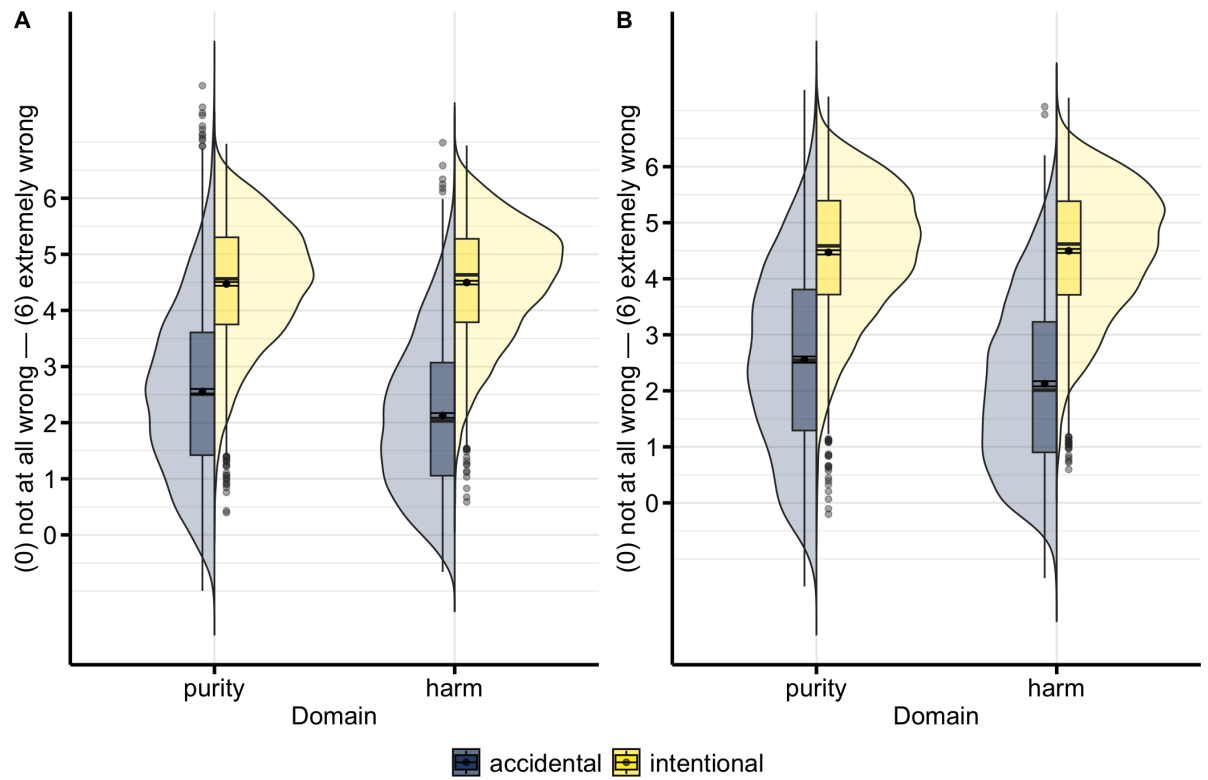 A
(0) not at all wrong — (6) extremely wrong
6
5
4
3
2
1
0
purity harm
Domain
B
(0) not at all wrong — (6) extremely wrong
6
5
4
3
2
1
0
purity harm
Domain
accidental intentional